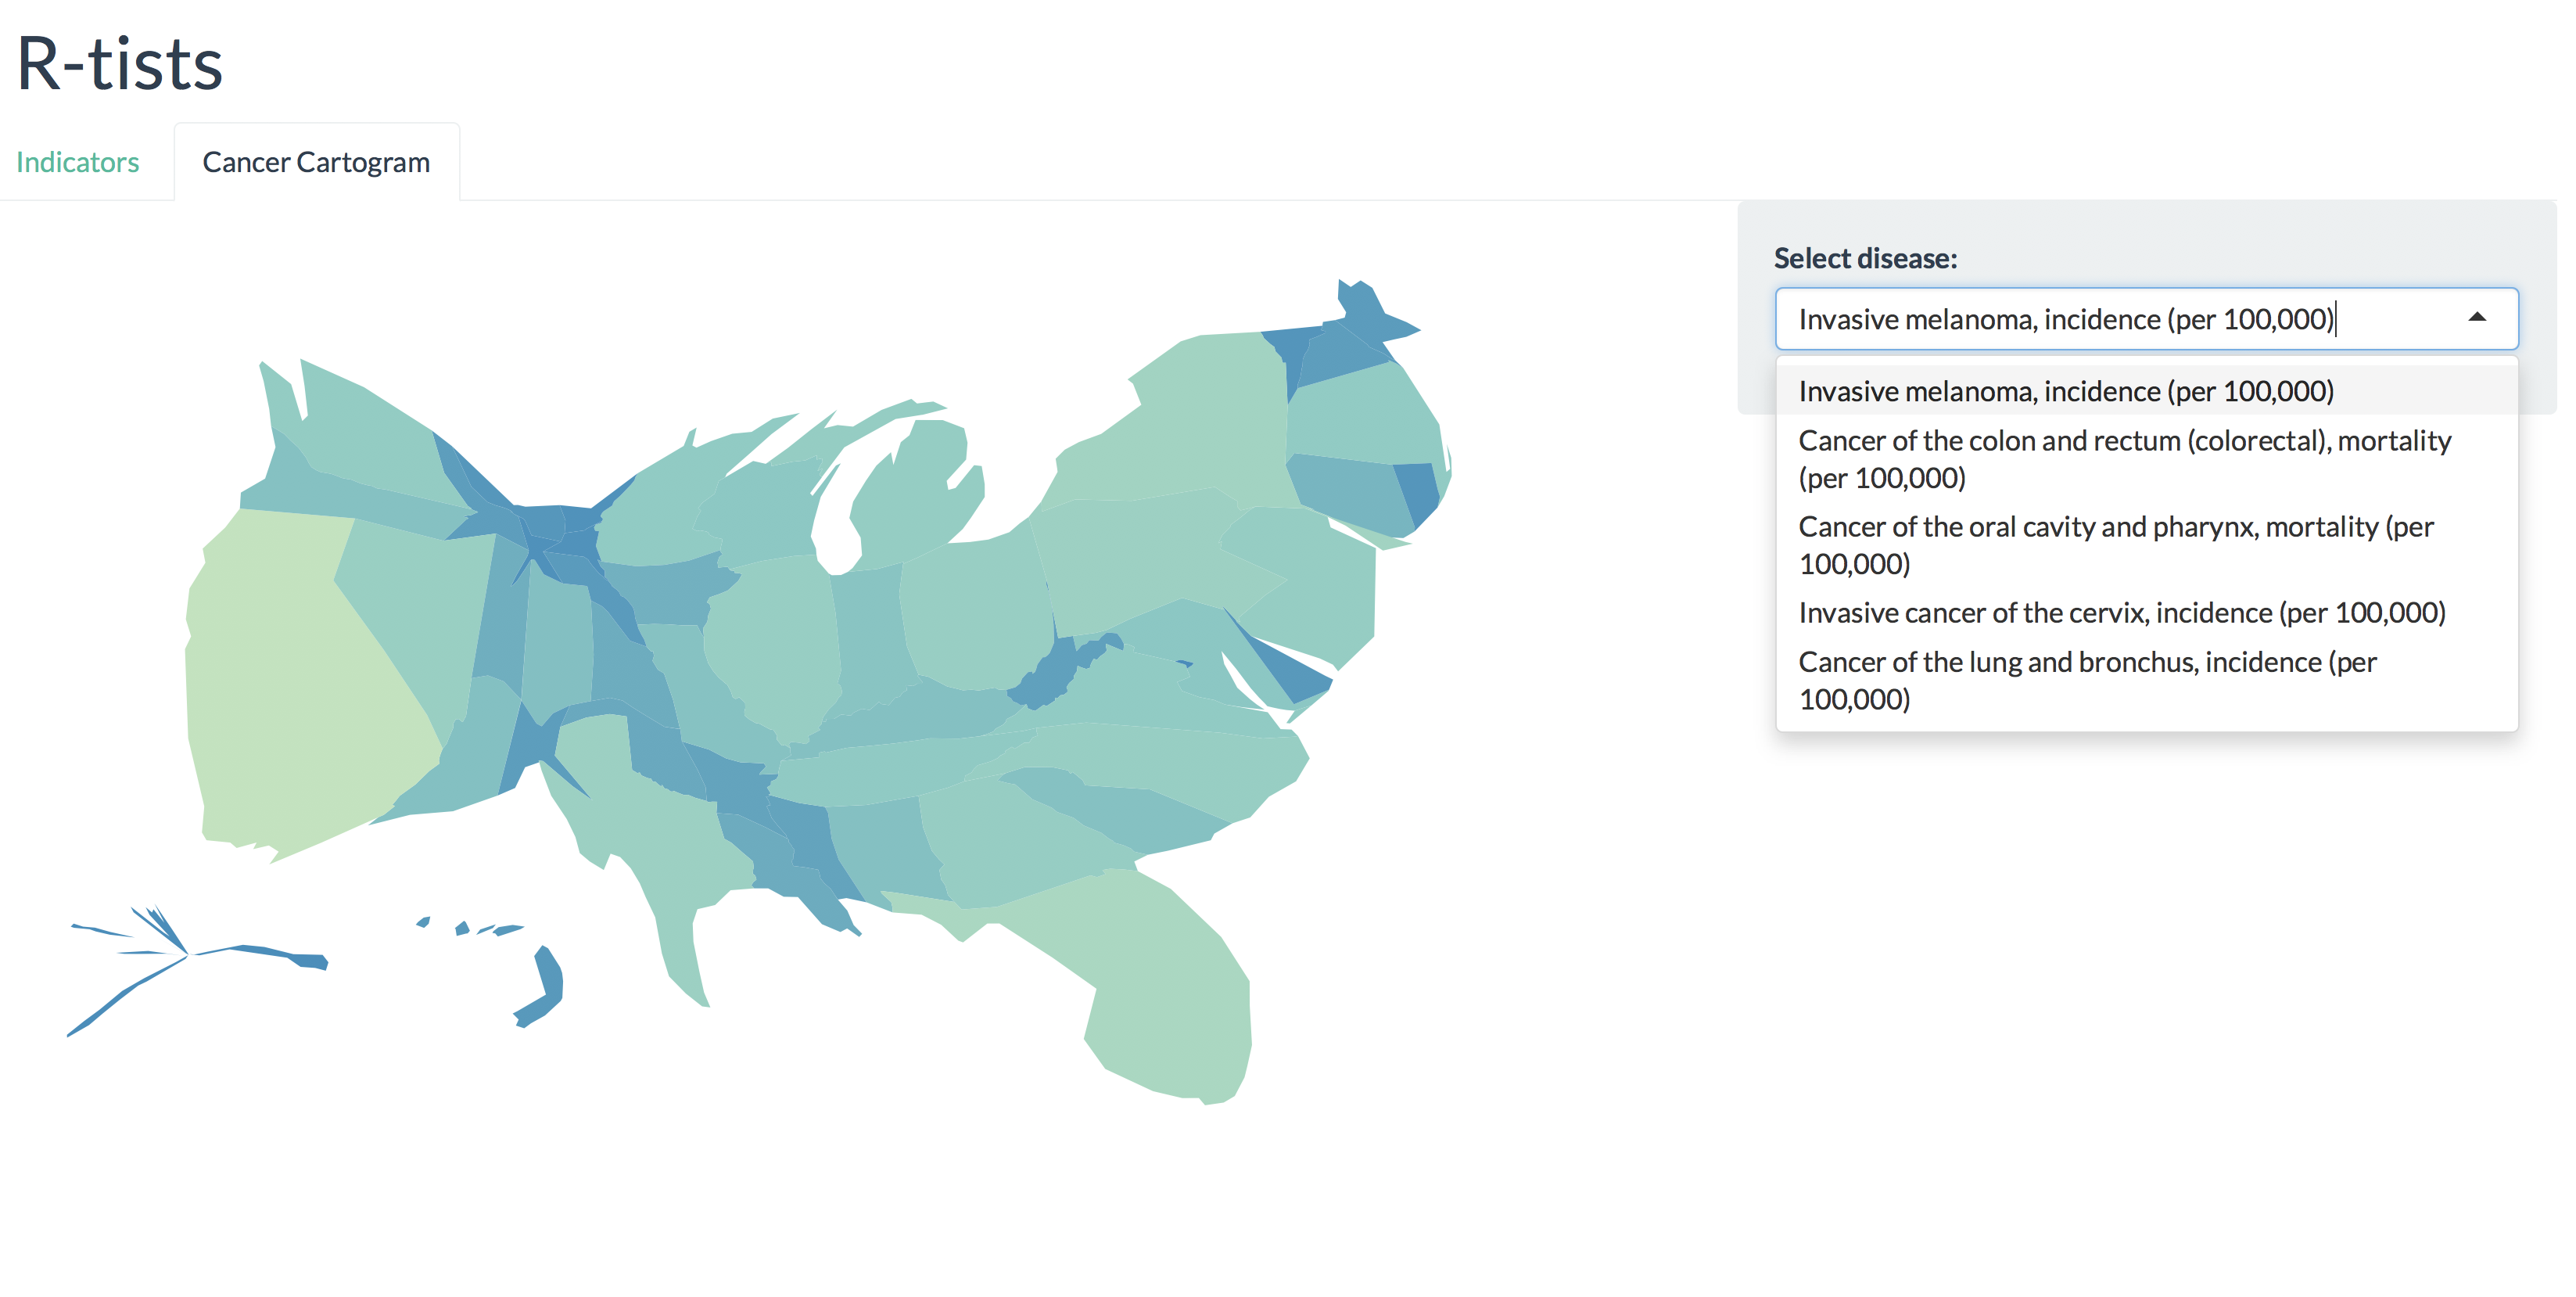 R-tists
Indicators
Cancer Cartogram
Select disease:
Invasive melanoma, incidence (per 100,000)
Invasive melanoma, incidence (per 100,000)
Cancer of the colon and rectum (colorectal), mortality
(per 100,000)
Cancer of the oral cavity and pharynx, mortality (per
100,000)
Invasive cancer of the cervix, incidence (per 100,000)
Cancer of the lung and bronchus, incidence (per
100,000)